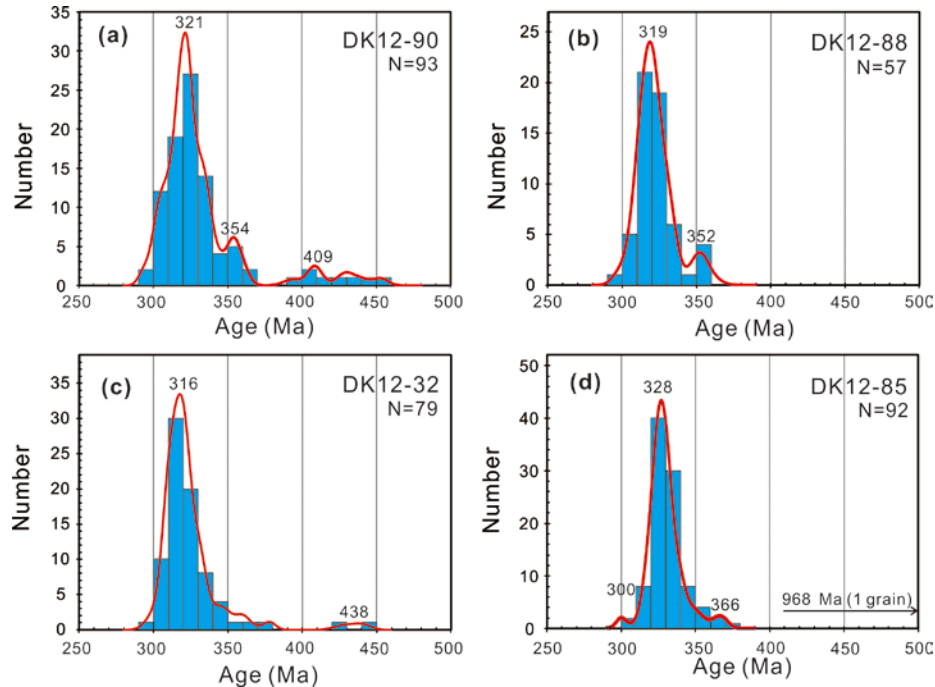 (a)
DK12-90
N=93
321
354
409
Number
35
30
25
20
15
10
5
0
250 300 350 400 450 500
Age (Ma)
(b)
DK12-88
N=57
319
352
Number
25
20
15
10
5
0
250 300 350 400 450 500
Age (Ma)
(c)
DK12-32
N=79
316
438
Number
35
30
25
20
15
10
5
0
250 300 350 400 450 500
Age (Ma)
(d)
DK12-85
N=92
328
300
366
968 Ma (1 grain)
Number
50
40
30
20
10
0
250 300 350 400 450 500
Age (Ma)